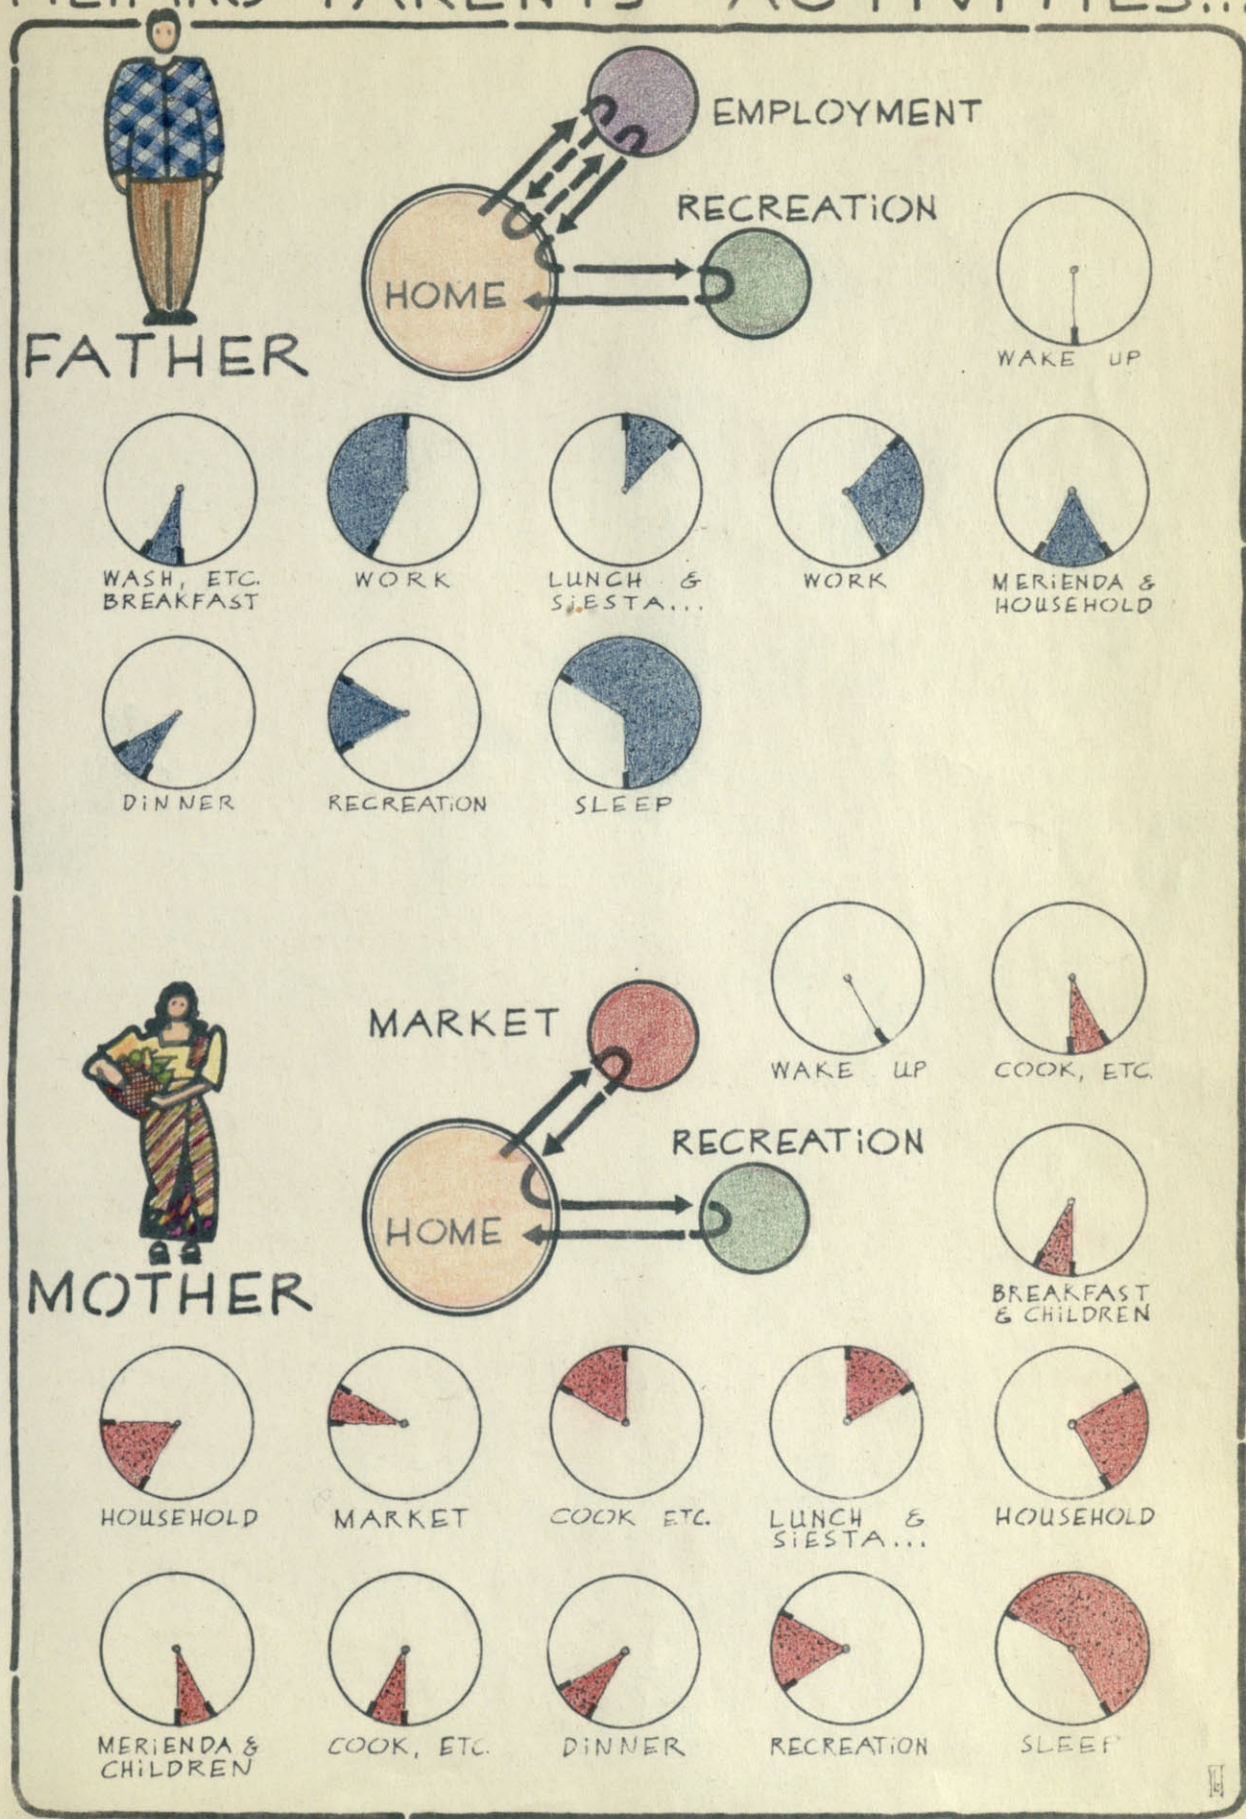 PARENTS' ACTIVITIES...
EMPLOYMENT
RECREATiON
HOME
FATHER
WAKE UP
WASH, ETC.
BREAKFAST
WORK
LUNCH &
SiESTA...
WORK
MERiENDA &
HOUSEHOLD
DiNNER
RECREATiON
SLEEP
MARKET
WAKE UP
COOK, ETC.
RECREATiON
HOME
MOTHER
BREAKFAST
& CHiLDREN
HOUSEHOLD
MARKET
COOK ETC.
LUNCH &
SiESTA...
HOUSEHOLD
MERiENDA &
CHiLDREN
COOK, ETC.
DiNNER
RECREATiON
SLEEP